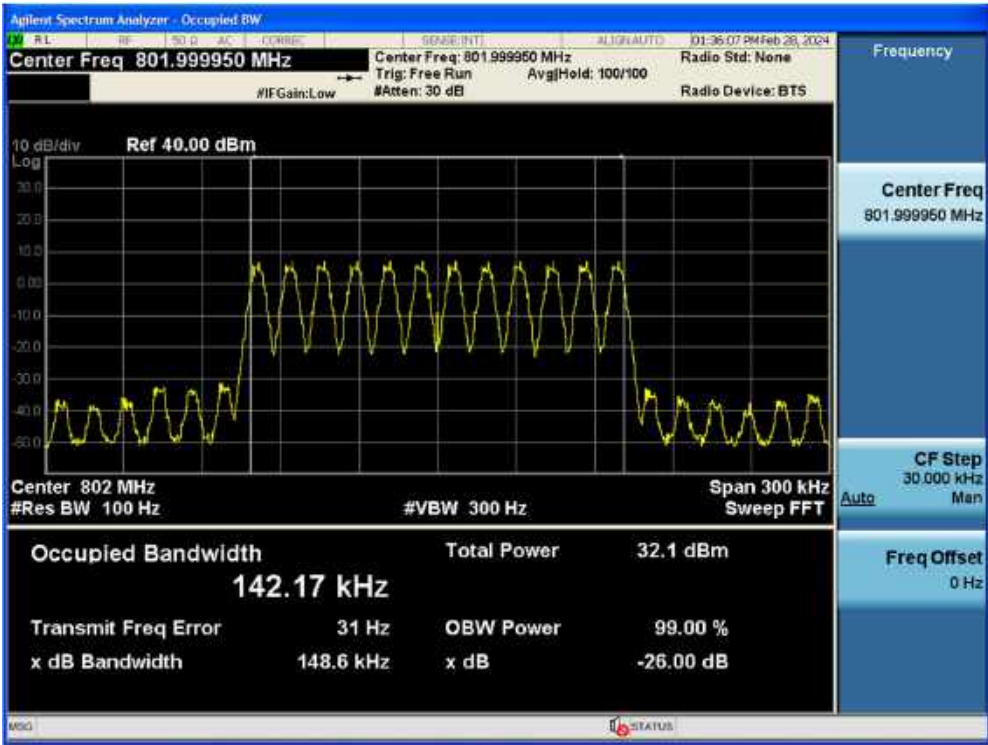 Agilent Spectrum Analyzer - Occupied BW
RL RF 50 Ω AC CORREC SENSE:INT ALIGN AUTO 01:36:07 PM Feb 28, 2024
Center Freq 801.999950 MHz
Center Freq: 801.999950 MHz
Radio Std: None
Trig: Free Run Avg|Hold: 100/100
#IFGain:Low #Atten: 30 dB Radio Device: BTS
10 dB/div Ref 40.00 dBm
Log
30.0
20.0
10.0
0.00
-10.0
-20.0
-30.0
-40.0
-50.0
Center 802 MHz Span 300 kHz
#Res BW 100 Hz #VBW 300 Hz Sweep FFT
Occupied Bandwidth Total Power 32.1 dBm
142.17 kHz
Transmit Freq Error 31 Hz OBW Power 99.00 %
x dB Bandwidth 148.6 kHz x dB -26.00 dB
MSG STATUS
Frequency
Center Freq
801.999950 MHz
CF Step
30.000 kHz
Auto Man
Freq Offset
0 Hz